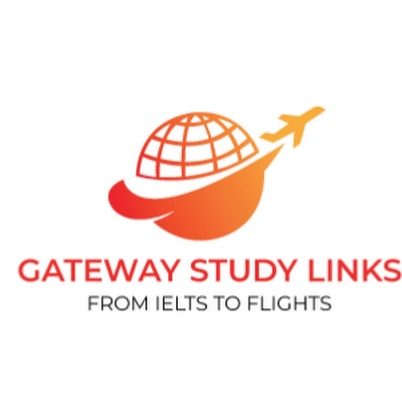 GATEWAY STUDY LINKS
FROM IELTS TO FLIGHTS